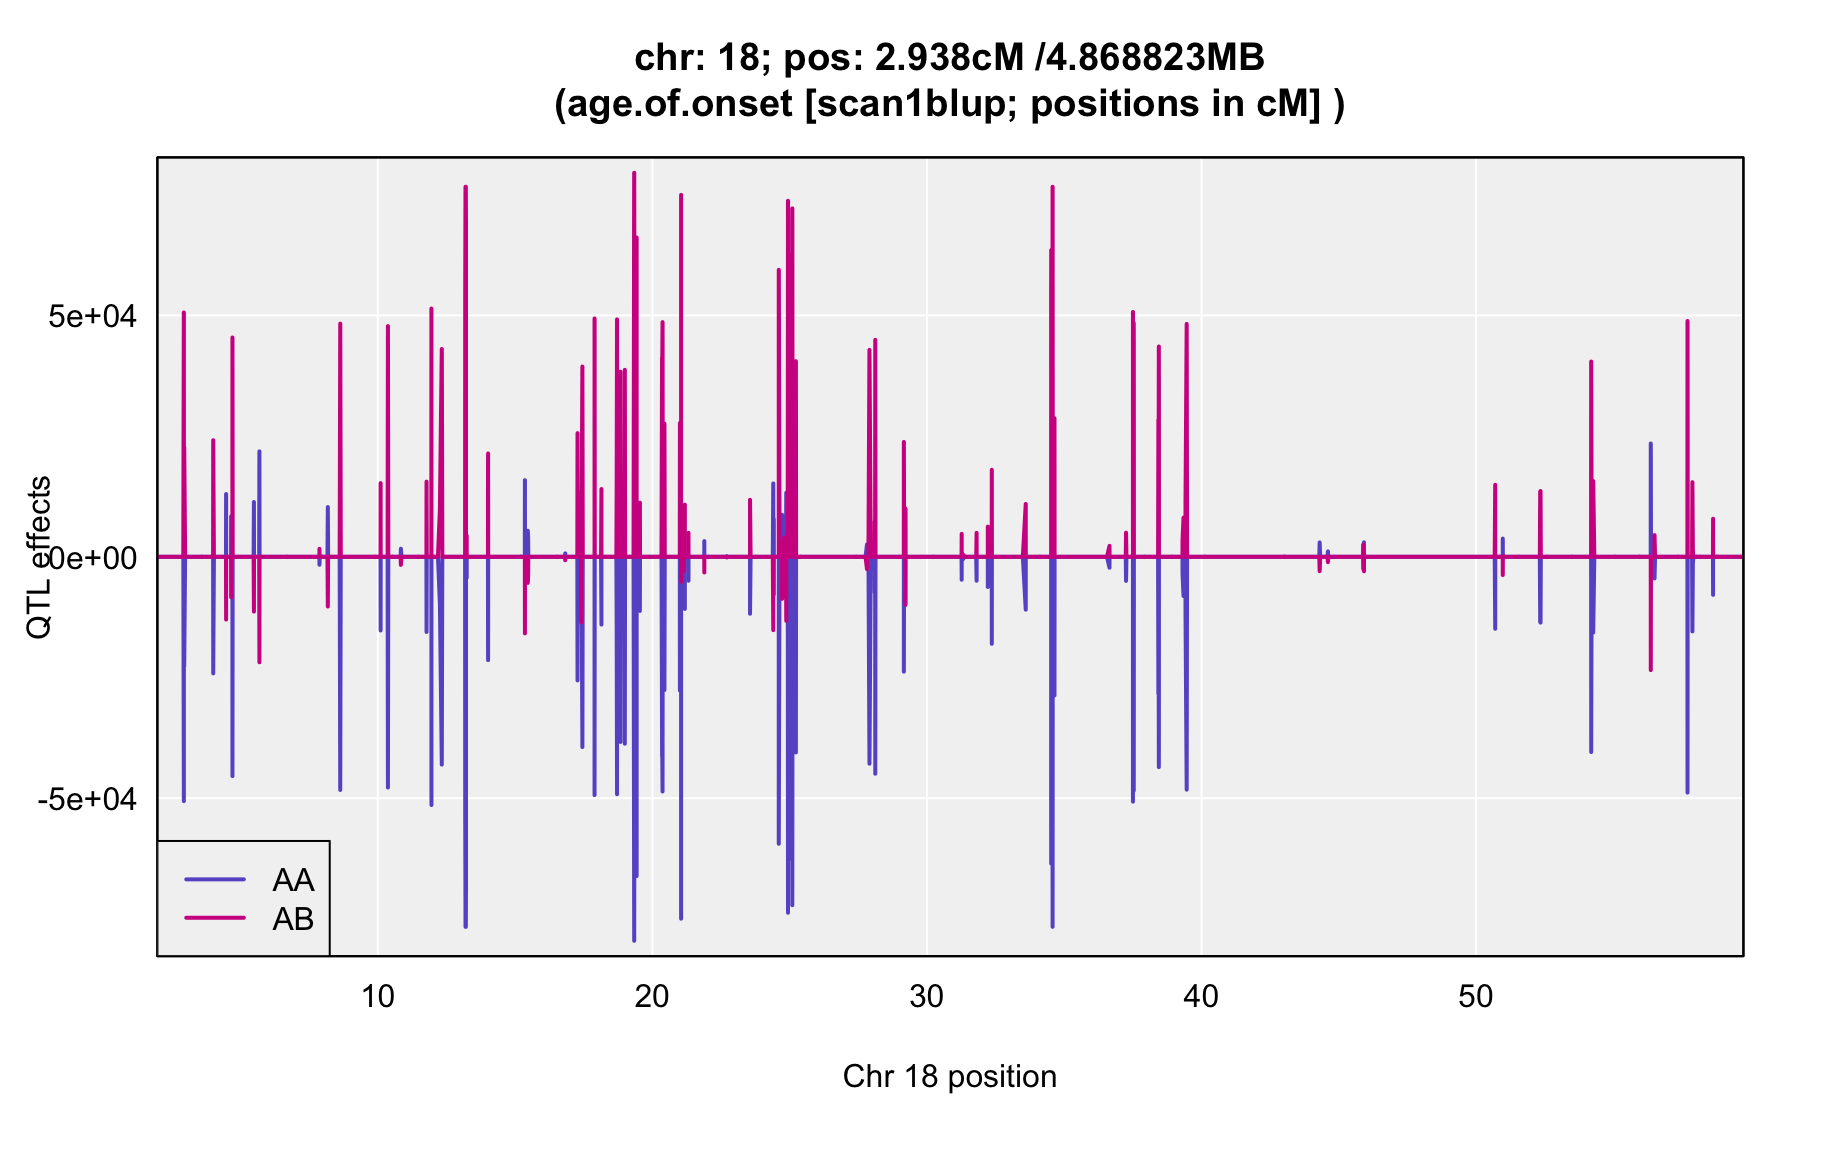 chr: 18; pos: 2.938cM /4.868823MB
(age.of.onset [scan1blup; positions in cM] )
QTL effects
5e+04
0e+00
-5e+04
AA
AB
10 20 30 40 50
Chr 18 position